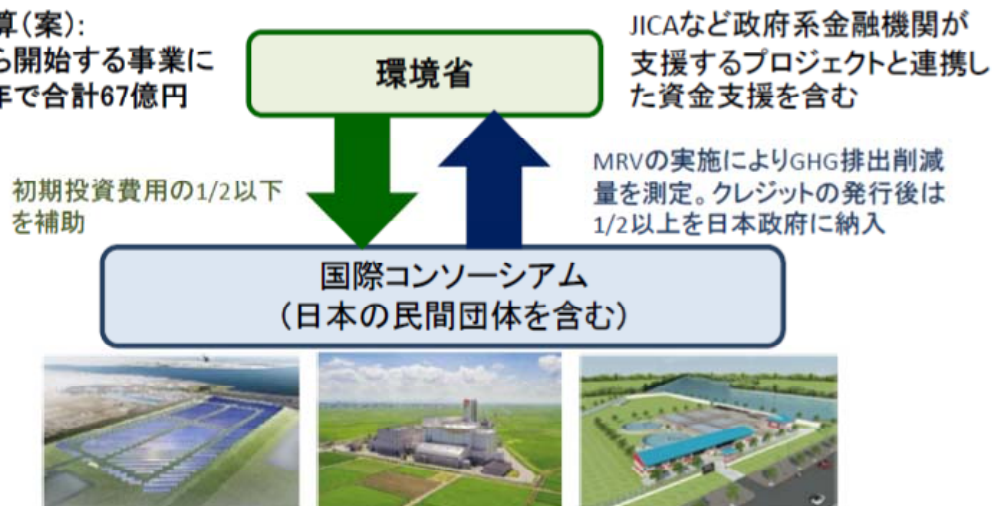 算(案):
ら開始する事業に
年で合計67億円
環境省
JICAなど政府系金融機関が
支援するプロジェクトと連携し
た資金支援を含む
初期投資費用の1/2以下
を補助
MRVの実施によりGHG排出削減
量を測定。クレジットの発行後は
1/2以上を日本政府に納入
国際コンソーシアム
(日本の民間団体を含む)